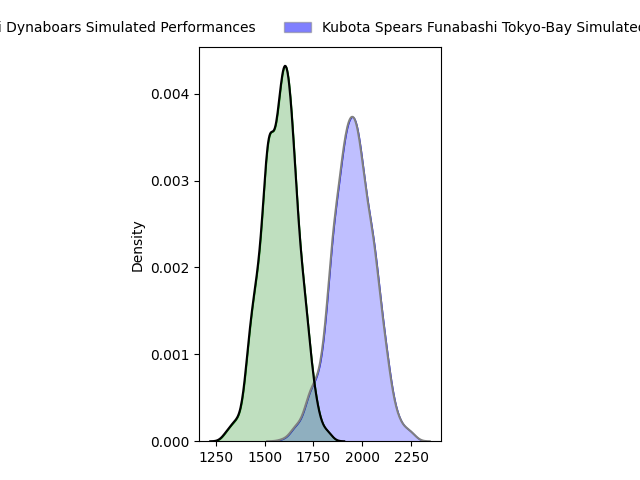 i Dynaboars Simulated Performances
Kubota Spears Funabashi Tokyo-Bay Simulated
0.004
0.003
0.002
0.001
0.000
Density
1250 1500 1750 2000 2250